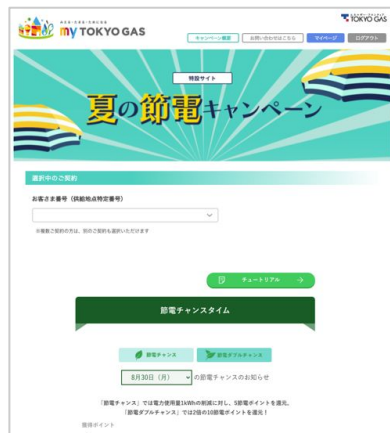 TOKYO GAS
my TOKYO GAS
キャンペーン概要
お問い合わせはこちら
マイページ
ログアウト
特設サイト
夏の節電キャンペーン
選択中のご契約
お客さま番号（供給地点特定番号）
※複数ご契約の方は、別のご契約も選択いただけます
チュートリアル
節電チャンスタイム
節電チャンス
節電ダブルチャンス
8月30日（月） の節電チャンスのお知らせ
「節電チャンス」では電力使用量1kWhの削減に対し、5節電ポイントを還元。
「節電ダブルチャンス」では2倍の10節電ポイントを還元！
獲得ポイント